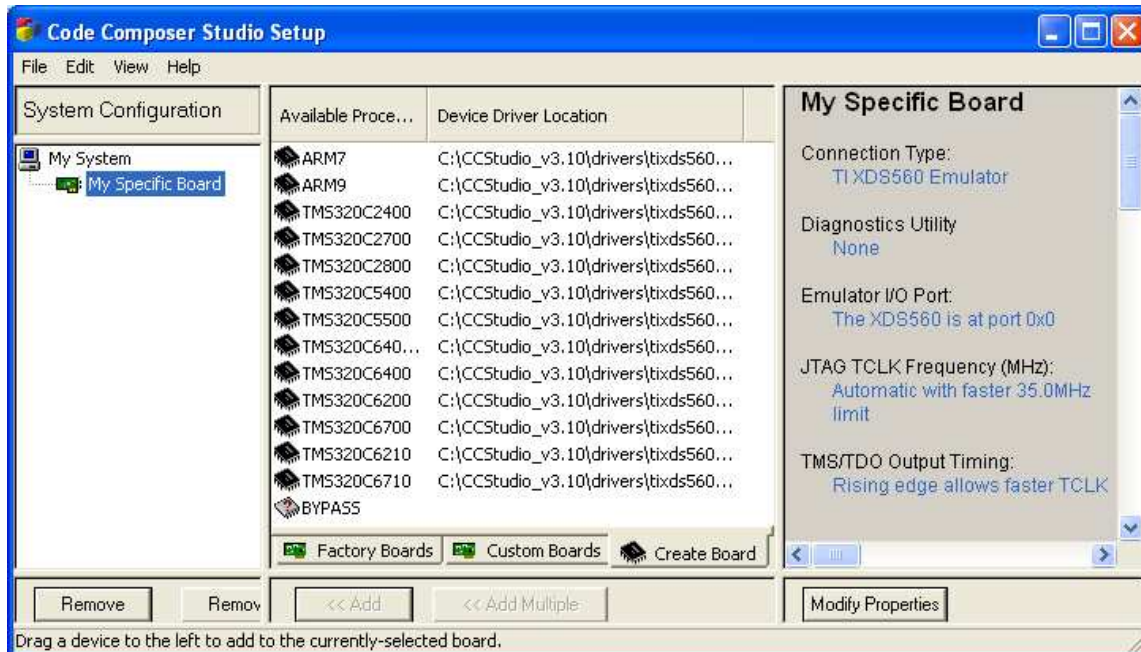 Code Composer Studio Setup
File Edit View Help
System Configuration
My System
My Specific Board
Remove Remov
Available Proce... Device Driver Location
ARM7 C:\CCStudio_v3.10\drivers\tixds560...
ARM9 C:\CCStudio_v3.10\drivers\tixds560...
TMS320C2400 C:\CCStudio_v3.10\drivers\tixds560...
TMS320C2700 C:\CCStudio_v3.10\drivers\tixds560...
TMS320C2800 C:\CCStudio_v3.10\drivers\tixds560...
TMS320C5400 C:\CCStudio_v3.10\drivers\tixds560...
TMS320C5500 C:\CCStudio_v3.10\drivers\tixds560...
TMS320C640... C:\CCStudio_v3.10\drivers\tixds560...
TMS320C6400 C:\CCStudio_v3.10\drivers\tixds560...
TMS320C6200 C:\CCStudio_v3.10\drivers\tixds560...
TMS320C6700 C:\CCStudio_v3.10\drivers\tixds560...
TMS320C6210 C:\CCStudio_v3.10\drivers\tixds560...
TMS320C6710 C:\CCStudio_v3.10\drivers\tixds560...
BYPASS
Factory Boards Custom Boards Create Board
<< Add << Add Multiple
My Specific Board
Connection Type:
TI XDS560 Emulator
Diagnostics Utility
None
Emulator I/O Port:
The XDS560 is at port 0x0
JTAG TCLK Frequency (MHz):
Automatic with faster 35.0MHz
limit
TMS/TDO Output Timing:
Rising edge allows faster TCLK
Modify Properties
Drag a device to the left to add to the currently-selected board.